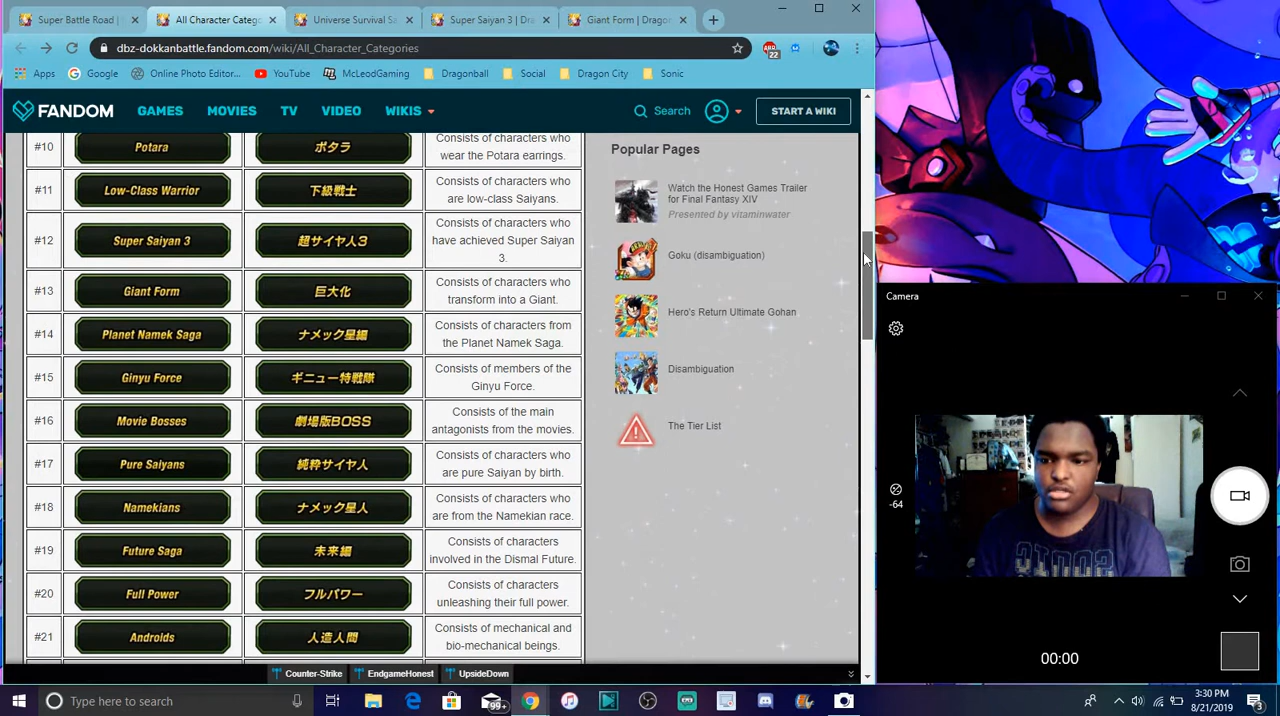 Super Battle Road |
All Character Catego
Universe Survival Sa
Super Saiyan 3 | Dra
Giant Form | Dragon
dbz-dokkanbattle.fandom.com/wiki/All_Character_Categories
22
Apps
Google
Online Photo Editor...
YouTube
McLeodGaming
Dragonball
Social
Dragon City
Sonic
FANDOM
GAMES
MOVIES
TV
VIDEO
WIKIS
Search
START A WIKI
#10
Potara
ポタラ
Consists of characters who
wear the Potara earrings.
#11
Low-Class Warrior
下級戦士
Consists of characters who
are low-class Saiyans.
#12
Super Saiyan 3
超サイヤ人3
Consists of characters who
have achieved Super Saiyan
3.
#13
Giant Form
巨大化
Consists of characters who
transform into a Giant.
#14
Planet Namek Saga
ナメック星編
Consists of characters from
the Planet Namek Saga.
#15
Ginyu Force
ギニュー特戦隊
Consists of members of the
Ginyu Force.
#16
Movie Bosses
劇場版BOSS
Consists of the main
antagonists from the movies.
#17
Pure Saiyans
純粋サイヤ人
Consists of characters who
are pure Saiyan by birth.
#18
Namekians
ナメック星人
Consists of characters who
are from the Namekian race.
#19
Future Saga
未来編
Consists of characters
involved in the Dismal Future.
#20
Full Power
フルパワー
Consists of characters
unleashing their full power.
#21
Androids
人造人間
Consists of mechanical and
bio-mechanical beings.
Popular Pages
Watch the Honest Games Trailer
for Final Fantasy XIV
Presented by vitaminwater
Goku (disambiguation)
Hero's Return Ultimate Gohan
Disambiguation
The Tier List
Counter-Strike
EndgameHonest
UpsideDown
Camera
-64
00:00
Type here to search
99+
3:30 PM
8/21/2019
3